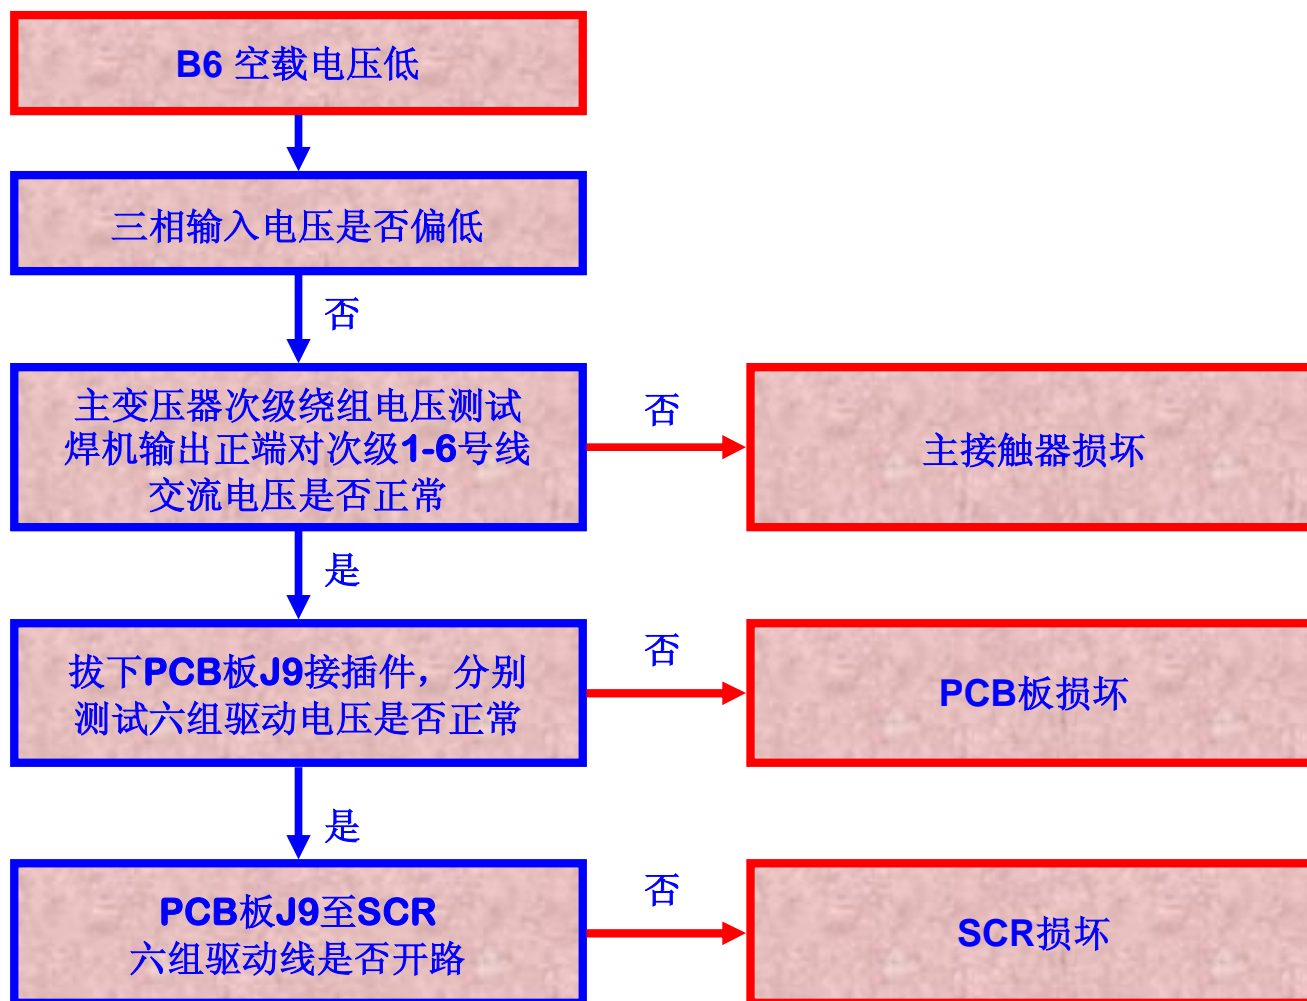 B6 空载电压低
三相输入电压是否偏低
否
主变压器次级绕组电压测试
焊机输出正端对次级1-6号线
交流电压是否正常
否
主接触器损坏
是
拔下PCB板J9接插件，分别
测试六组驱动电压是否正常
否
PCB板损坏
是
PCB板J9至SCR
六组驱动线是否开路
否
SCR损坏